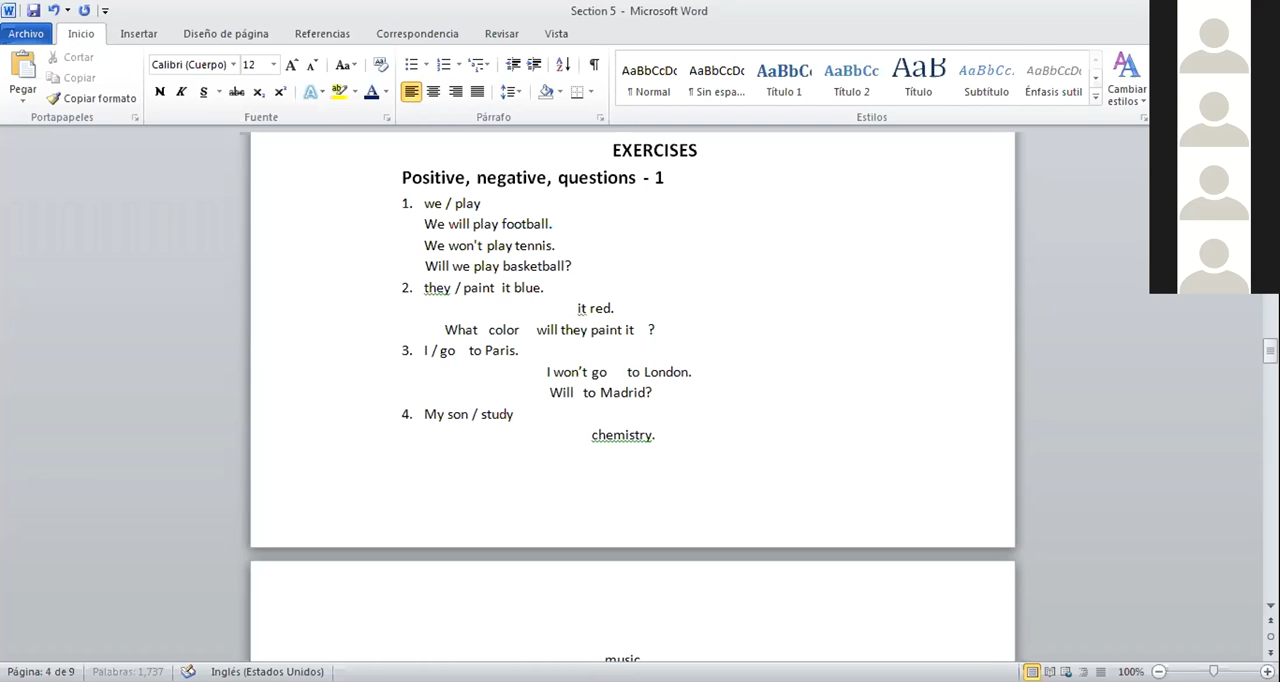 Section 5 - Microsoft Word
Archivo Inicio Insertar Diseño de página Referencias Correspondencia Revisar Vista
Pegar
Cortar
Copiar
Copiar formato
Portapapeles
Calibri (Cuerpo) 12
Aa
N K S abc x₂ x²
Fuente
Párrafo
AaBbCcDc AaBbCcDc AaBbCc AaBbCc AaB AaBbCc. AaBbCcDc
¶ Normal ¶ Sin espa... Título 1 Título 2 Título Subtítulo Énfasis sutil
Cambiar estilos
Estilos
EXERCISES
Positive, negative, questions - 1
1. we / play
We will play football.
We won't play tennis.
Will we play basketball?
2. they / paint it blue.
it red.
What color will they paint it ?
3. I / go to Paris.
I won't go to London.
Will to Madrid?
4. My son / study
chemistry.
music
Página: 4 de 9 Palabras: 1,737 Inglés (Estados Unidos) 100%